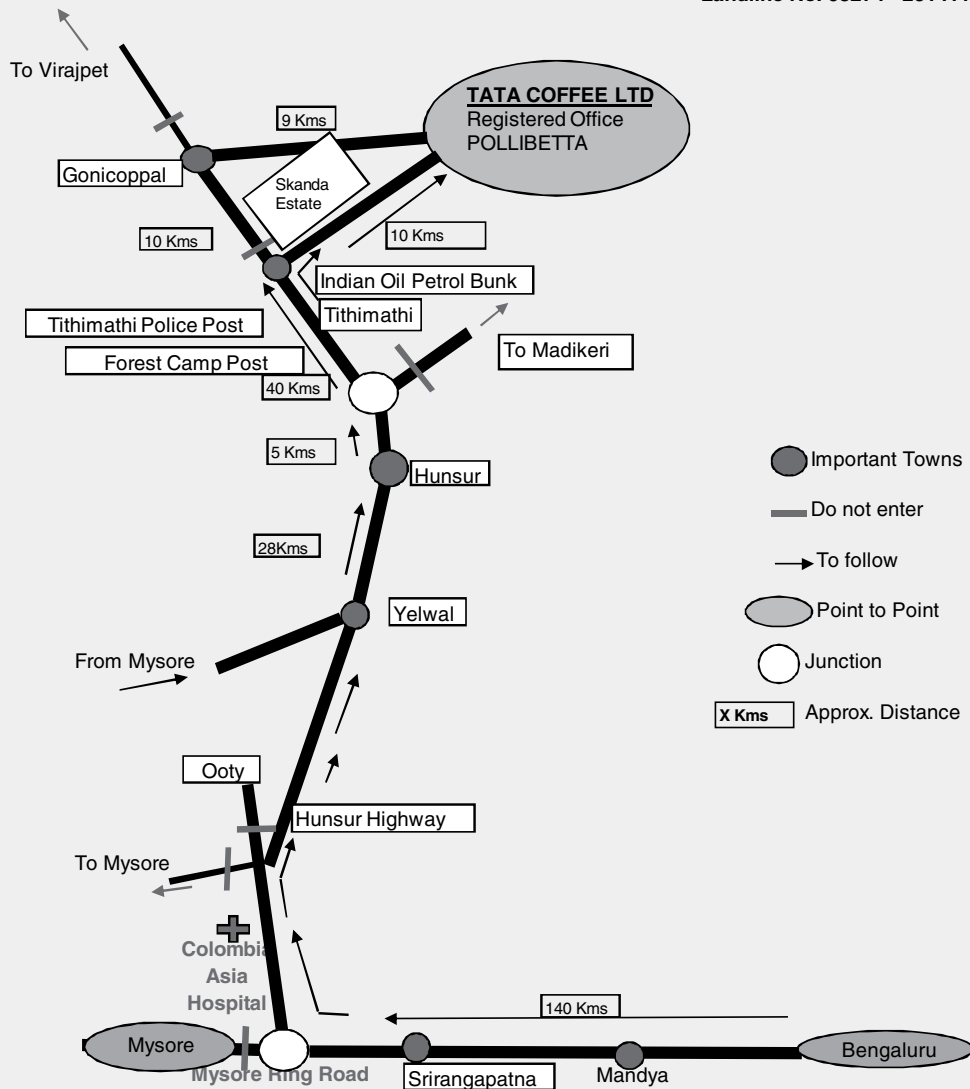 To Virajpet
TATA COFFEE LTD
Registered Office
POLLIBETTA
9 Kms
Gonicoppal
Skanda
Estate
10 Kms
10 Kms
Indian Oil Petrol Bunk
Tithimathi
Tithimathi Police Post
To Madikeri
Forest Camp Post
40 Kms
5 Kms
Hunsur
Important Towns
Do not enter
28Kms
To follow
Yelwal
Point to Point
From Mysore
Junction
X Kms
Approx. Distance
Ooty
Hunsur Highway
To Mysore
Colombia
Asia
Hospital
140 Kms
Mysore
Bengaluru
Mysore Ring Road
Srirangapatna
Mandya